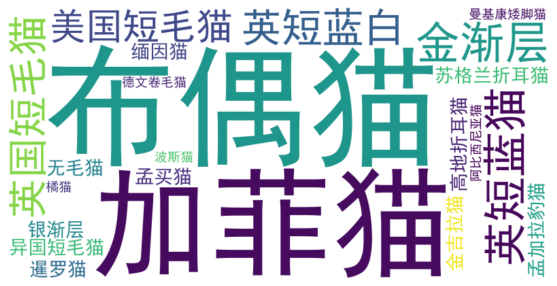 美国短毛猫
英短蓝白
曼基康矮脚猫
金渐层
缅因猫
苏格兰折耳猫
德文卷毛猫
布偶猫
英国短毛猫
波斯猫
无毛猫
孟买猫
橘猫
加菲猫
高地折耳猫
阿比西尼亚猫
英短蓝猫
孟加拉豹猫
金吉拉猫
银渐层
异国短毛猫
暹罗猫